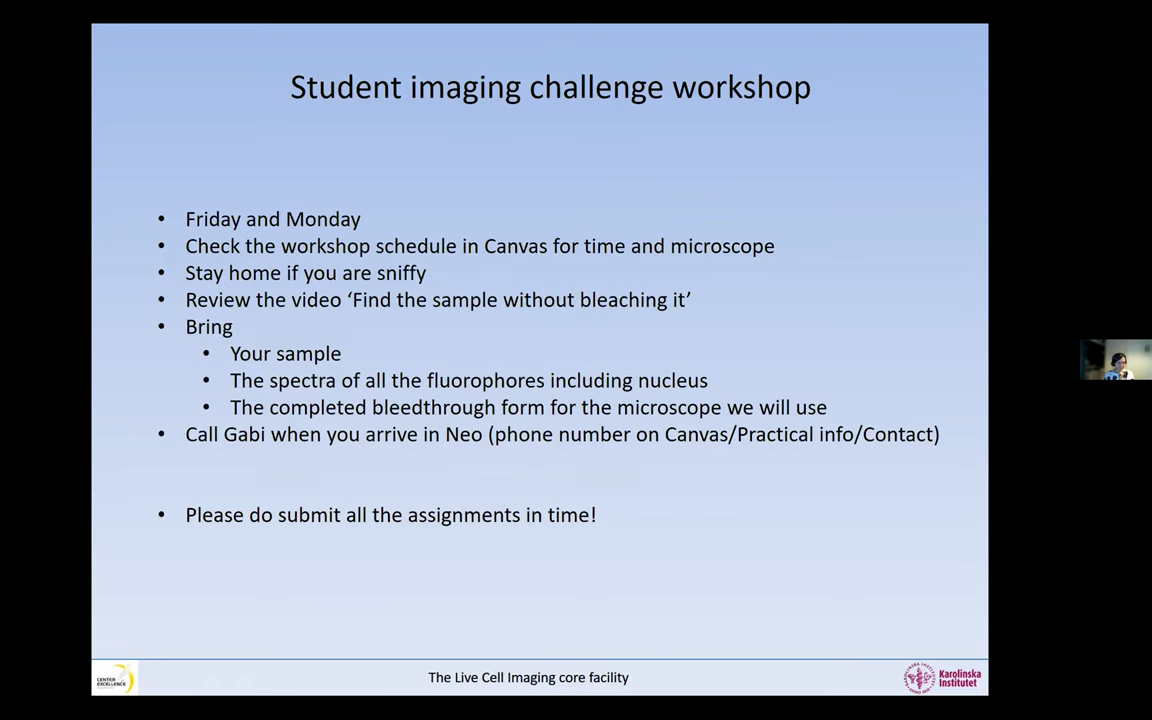 Student imaging challenge workshop
• Friday and Monday
• Check the workshop schedule in Canvas for time and microscope
• Stay home if you are sniffy
• Review the video ‘Find the sample without bleaching it’
• Bring
• Your sample
• The spectra of all the fluorophores including nucleus
• The completed bleedthrough form for the microscope we will use
• Call Gabi when you arrive in Neo (phone number on Canvas/Practical info/Contact)
• Please do submit all the assignments in time!
CENTER
EXCELLENCE
The Live Cell Imaging core facility
Karolinska
Institutet